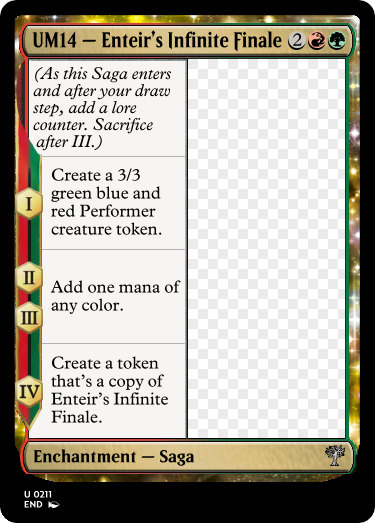 UM14 — Enteir's Infinite Finale 2
(As this Saga enters
and after your draw
step, add a lore
counter. Sacrifice
after III.)
I
Create a 3/3
green blue and
red Performer
creature token.
II
III
Add one mana of
any color.
IV
Create a token
that's a copy of
Enteir's Infinite
Finale.
Enchantment — Saga
U 0211
END